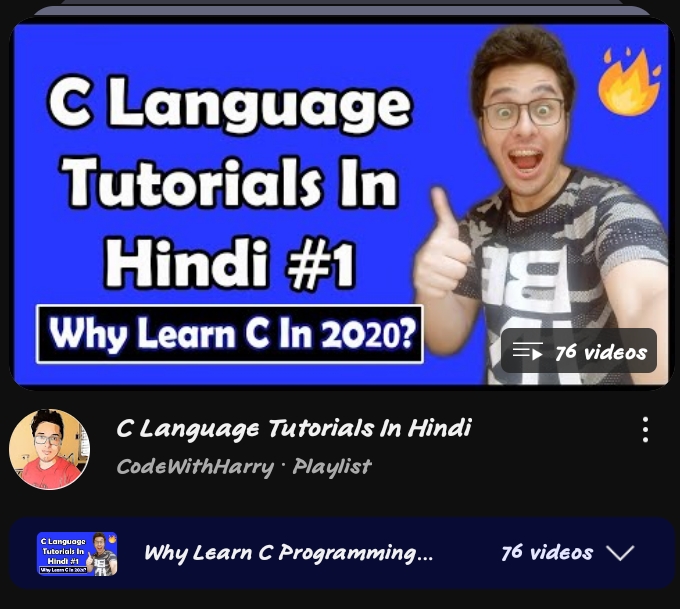 C Language
Tutorials In
Hindi #1
Why Learn C In 2020?
76 videos
C Language Tutorials In Hindi
CodeWithHarry · Playlist
C Language
Tutorials In
Hindi #1
Why Learn C In 2020?
Why Learn C Programming...
76 videos